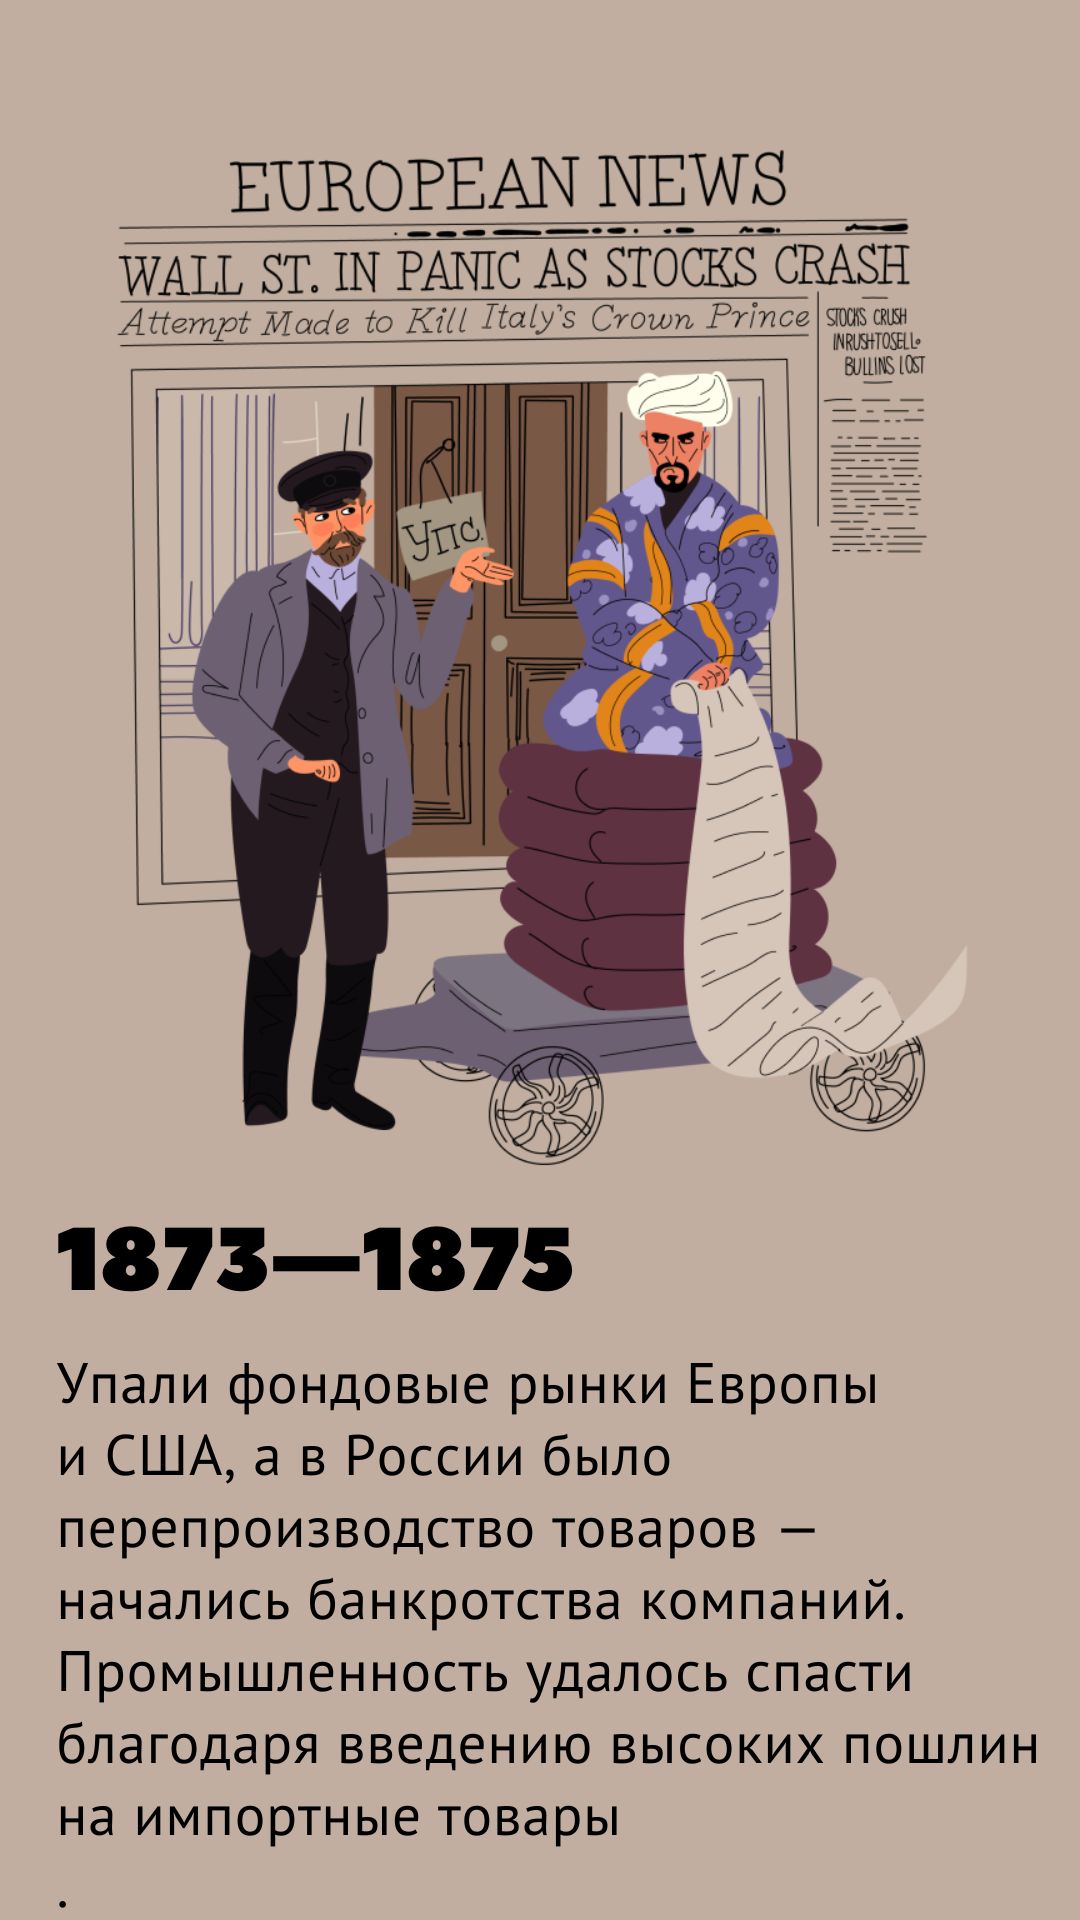 EUROPEAN NEWS
WALL ST. IN PANIC AS STOCKS CRASH
Attempt Made to Kill Italy's Crown Prince
STOCKS CRUSH
INRUSHTOSELL
BULLINS LOST
Упс.
1873—1875
Упали фондовые рынки Европы
и США, а в России было
перепроизводство товаров —
начались банкротства компаний.
Промышленность удалось спасти
благодаря введению высоких пошлин
на импортные товары
.